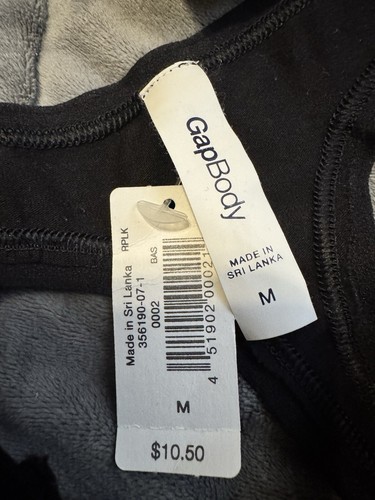 GapBody
MADE IN
SRI LANKA
M
RPLK
Made in Sri Lanka
356190-07-1
0002
BAS
4 51902 00021
M
$10.50